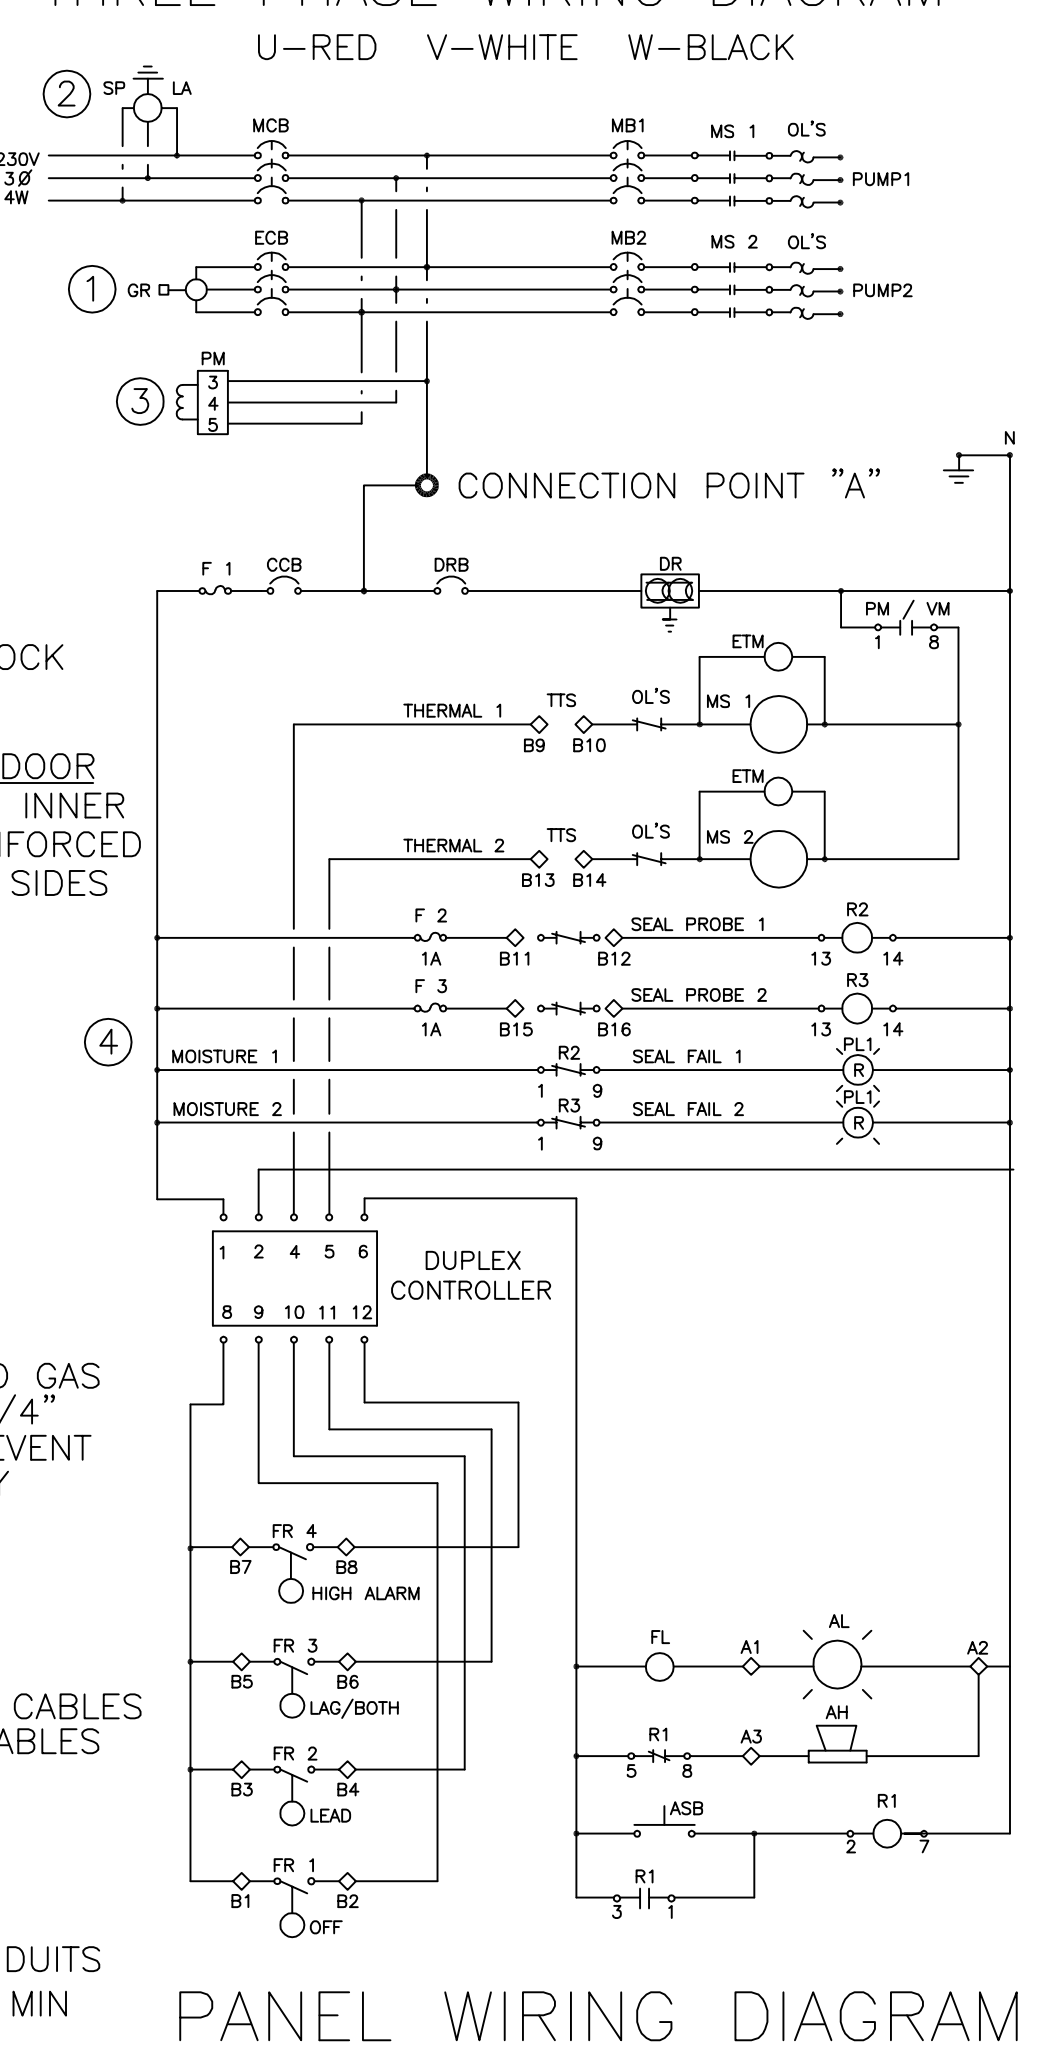 THREE PHASE WIRING DIAGRAM
U-RED V-WHITE W-BLACK
2 SP LA
MCB MB1 MS 1 OL'S
230V
3Ø
4W
PUMP1
ECB MB2 MS 2 OL'S
1 GR PUMP2
PM
3
3
4
5
N
CONNECTION POINT "A"
F 1 CCB DRB DR
PM VM
1 8
OCK
ETM
THERMAL 1 TTS OL'S MS 1
B9 B10
DOOR
ETM
INNER
THERMAL 2 TTS OL'S MS 2
FORCED
B13 B14
SIDES
F 2 SEAL PROBE 1 R2
1A B11 B12 13 14
F 3 SEAL PROBE 2 R3
1A B15 B16 13 14
4
MOISTURE 1 R2 SEAL FAIL 1 PL1
R
1 9
MOISTURE 2 R3 SEAL FAIL 2 PL1
R
1 9
1 2 4 5 6
DUPLEX
CONTROLLER
8 9 10 11 12
GAS
/4"
EVENT
Y
FR 4
B7 B8
HIGH ALARM
FR 3
B5 B6
LAG/BOTH
CABLES
ABLES
FR 2
B3 B4
LEAD
FR 1
B1 B2
OFF
FL A1 AL A2
R1 A3 AH
5 8
ASB R1
2 7
R1
3 1
DUITS
MIN
PANEL WIRING DIAGRAM